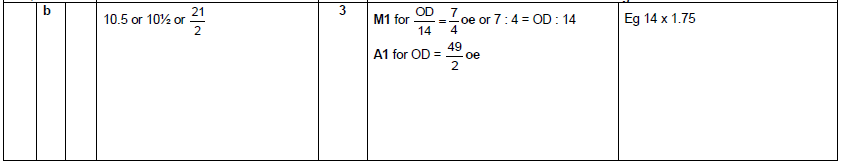 b 10.5 or 10½ or 21/2 3 M1 for OD/14 = 7/4 oe or 7 : 4 = OD : 14 Eg 14 x 1.75
A1 for OD = 49/2 oe